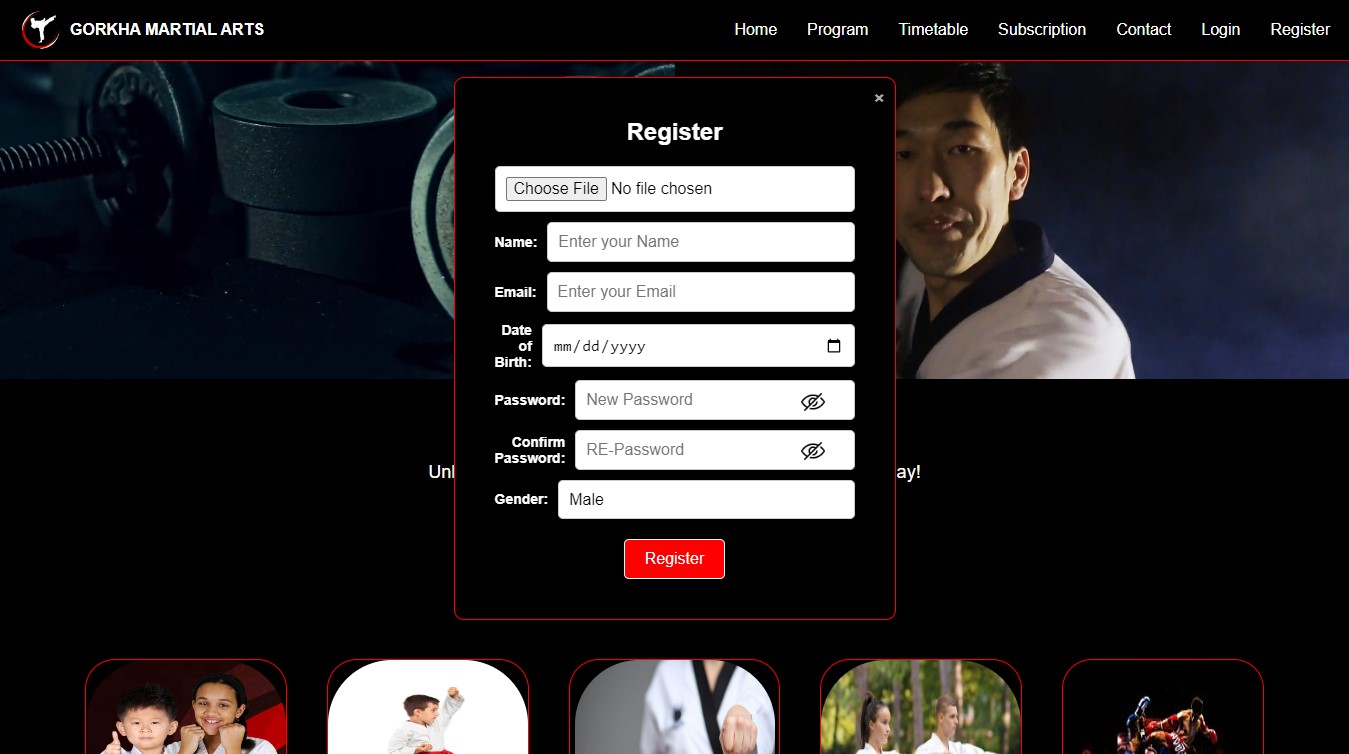 GORKHA MARTIAL ARTS
Home Program Timetable Subscription Contact Login Register
×
Register
Choose File No file chosen
Name: Enter your Name
Email: Enter your Email
Date
of
Birth:
mm/dd/yyyy
Password: New Password
Confirm
Password:
RE-Password
Gender: Male
ay!
Register